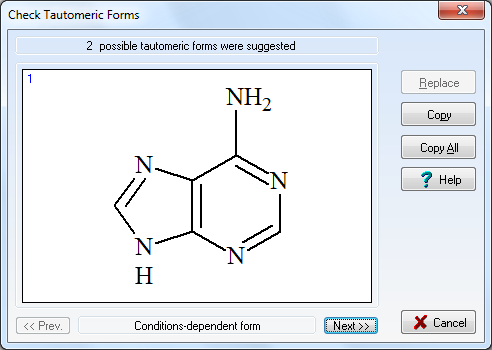 Check Tautomeric Forms
2 possible tautomeric forms were suggested
1
NH2
N
N
N
N
H
Replace
Copy
Copy All
? Help
<< Prev.
Conditions-dependent form
Next >>
Cancel